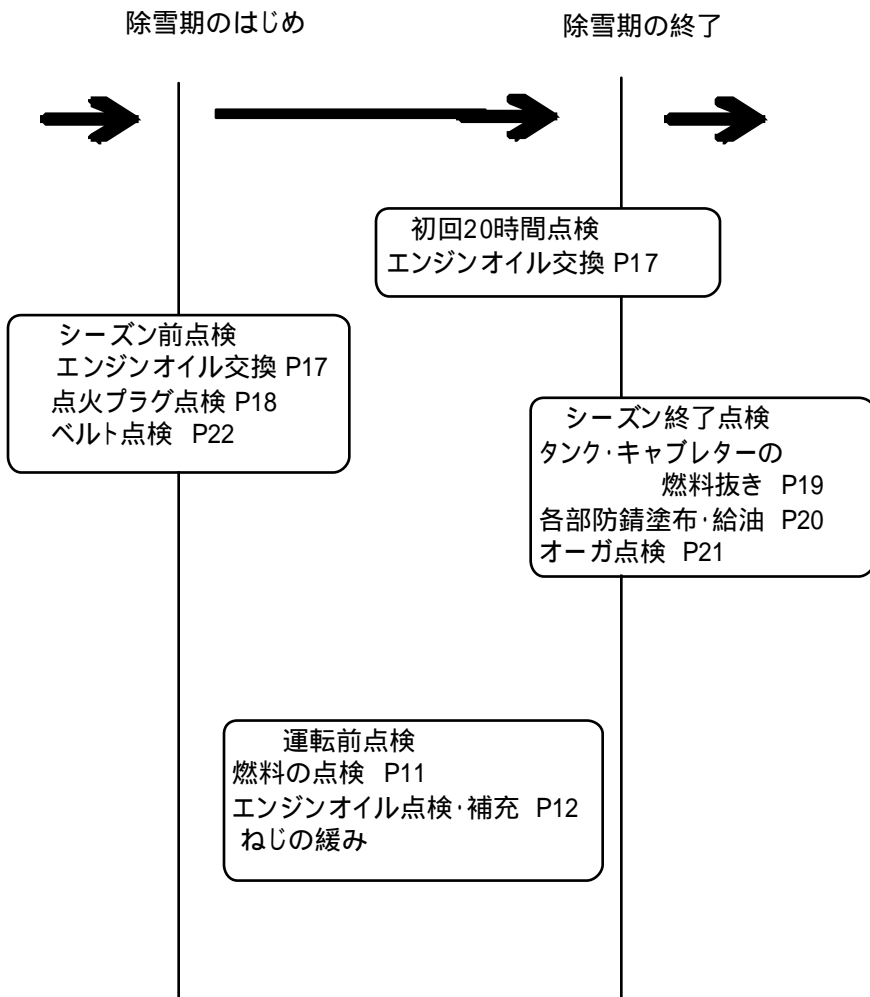 除雪期のはじめ
除雪期の終了
初回20時間点検
エンジンオイル交換 P17
シーズン前点検
エンジンオイル交換 P17
点火プラグ点検 P18
ベルト点検 P22
シーズン終了点検
タンク・キャブレターの
燃料抜き P19
各部防錆塗布・給油 P20
オーガ点検 P21
運転前点検
燃料の点検 P11
エンジンオイル点検・補充 P12
ねじの緩み